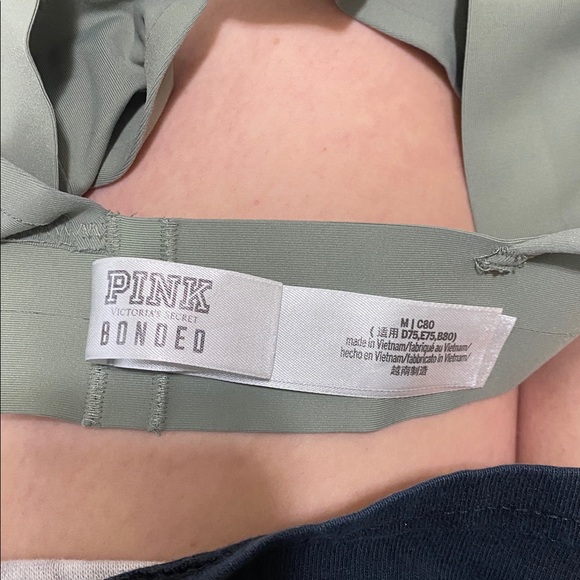 PINK
VICTORIA'S SECRET
BONDED
M | C80
( 适用 D75,E75,B80)
made in Vietnam/fabriqué au Vietnam/
hecho en Vietnam/fabbricato in Vietnam/
越南制造